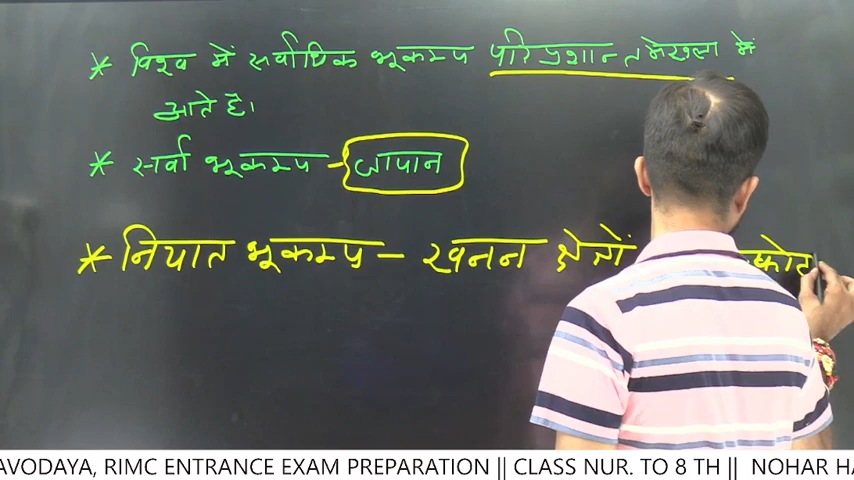 * विश्व में सर्वाधिक भूकम्प परिप्रशान्त मेखला में
आते है।
* सर्वा भूकम्प - जापान
* निपात भूकम्प - खनन क्षेत्रों
AVODAYA, RIMC ENTRANCE EXAM PREPARATION || CLASS NUR. TO 8 TH || NOHAR HA